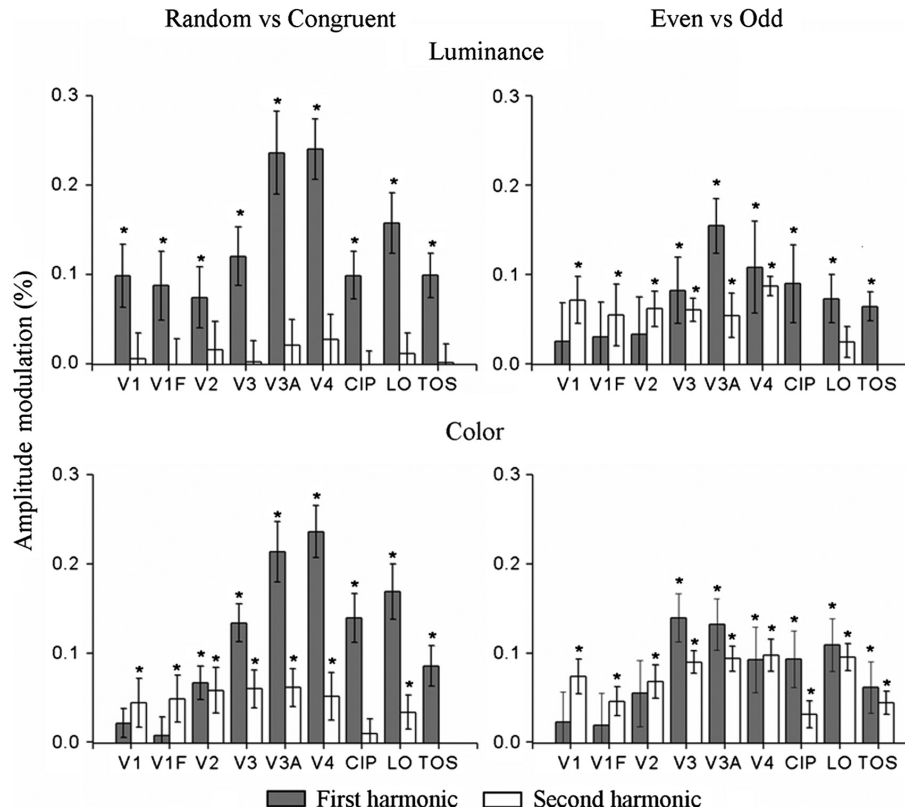 Random vs Congruent
Even vs Odd
Luminance
Amplitude modulation (%)
0.3
0.2
0.1
0.0
* * * * * * * * *
V1 V1F V2 V3 V3A V4 CIP LO TOS
0.3
0.2
0.1
0.0
* * * * * * * * * * * *
V1 V1F V2 V3 V3A V4 CIP LO TOS
Color
0.3
0.2
0.1
0.0
* * * * * * * * * * * * * *
V1 V1F V2 V3 V3A V4 CIP LO TOS
0.3
0.2
0.1
0.0
* * * * * * * * * * * * * * *
V1 V1F V2 V3 V3A V4 CIP LO TOS
First harmonic
Second harmonic